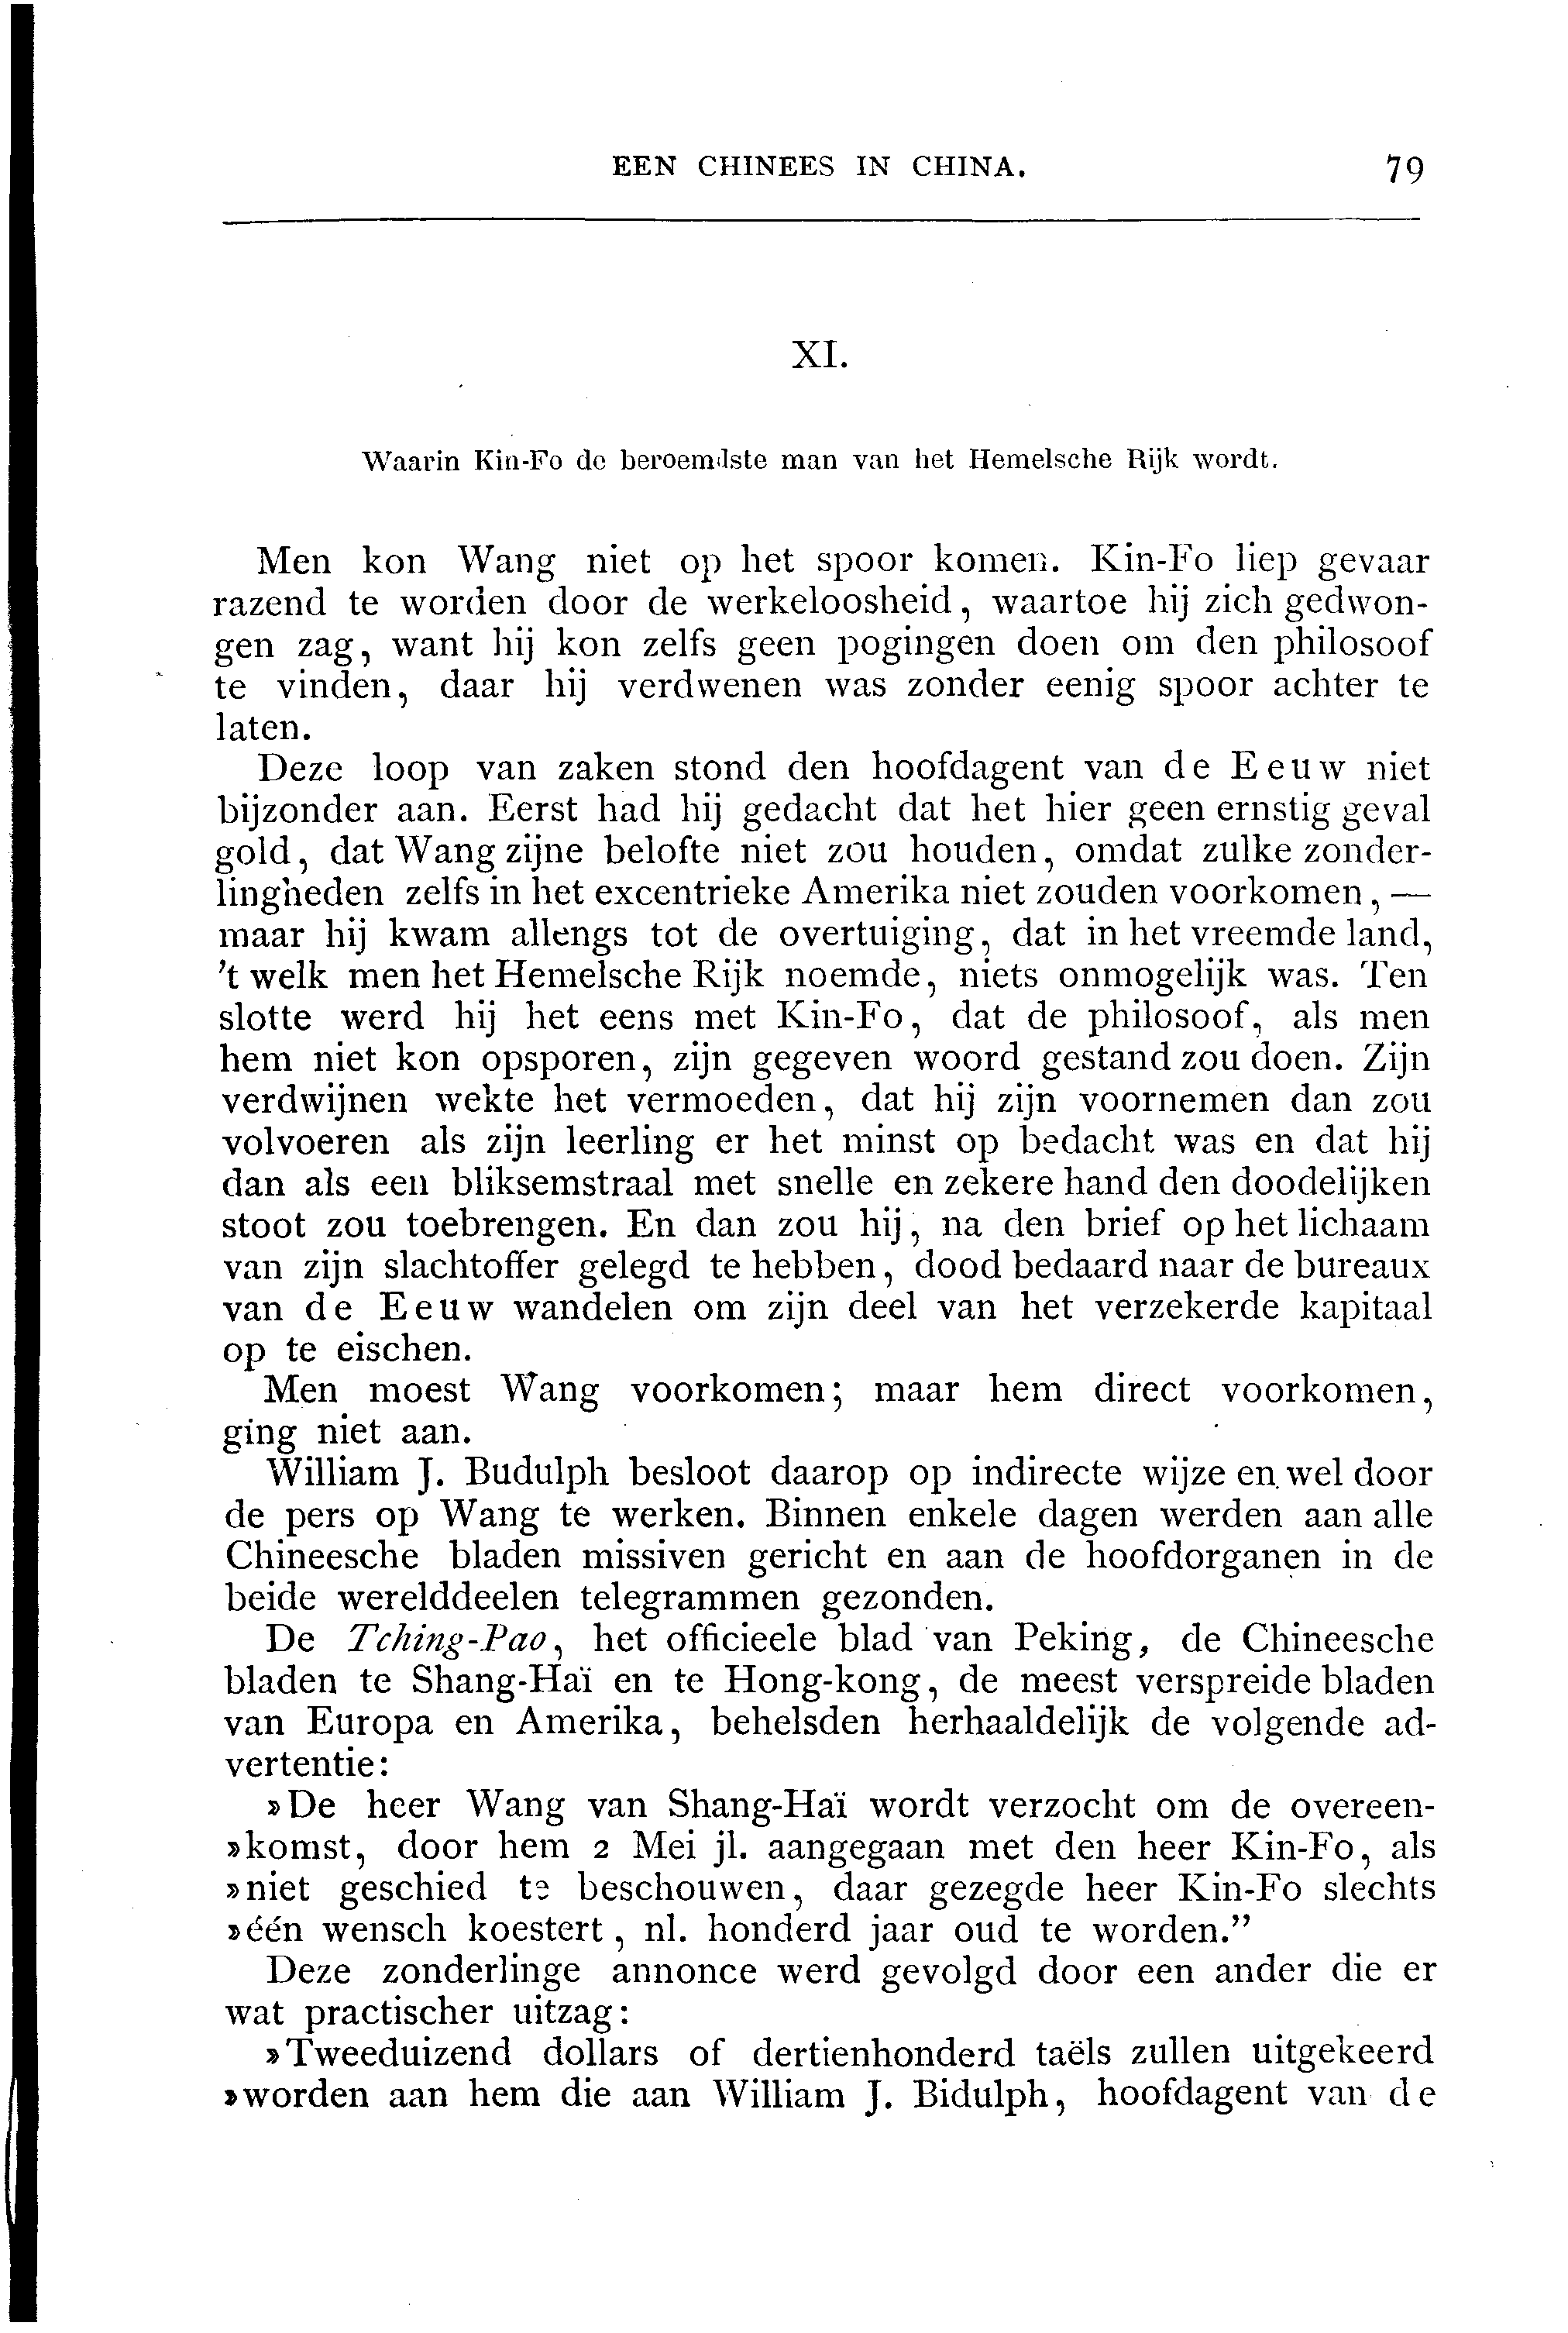 EEN CHINEES IN CHINA. 79
XI.
Waarin Kin-Fo de beroemdste man van het Hemelsche Rijk wordt.
Men kon Wang niet op het spoor komen. Kin-Fo liep gevaar
razend te worden door de werkeloosheid, waartoe hij zich gedwon-
gen zag, want hij kon zelfs geen pogingen doen om den philosoof
te vinden, daar hij verdwenen was zonder eenig spoor achter te
laten.
Deze loop van zaken stond den hoofdagent van de Eeuw niet
bijzonder aan. Eerst had hij gedacht dat het hier geen ernstig geval
gold, dat Wang zijne belofte niet zou houden, omdat zulke zonder-
lingheden zelfs in het excentrieke Amerika niet zouden voorkomen, —
maar hij kwam allengs tot de overtuiging, dat in het vreemde land,
't welk men het Hemelsche Rijk noemde, niets onmogelijk was. Ten
slotte werd hij het eens met Kin-Fo, dat de philosoof, als men
hem niet kon opsporen, zijn gegeven woord gestand zou doen. Zijn
verdwijnen wekte het vermoeden, dat hij zijn voornemen dan zou
volvoeren als zijn leerling er het minst op bedacht was en dat hij
dan als een bliksemstraal met snelle en zekere hand den doodelijken
stoot zou toebrengen. En dan zou hij, na den brief op het lichaam
van zijn slachtoffer gelegd te hebben, dood bedaard naar de bureaux
van de Eeuw wandelen om zijn deel van het verzekerde kapitaal
op te eischen.
Men moest Wang voorkomen; maar hem direct voorkomen,
ging niet aan.
William J. Budulph besloot daarop op indirecte wijze en wel door
de pers op Wang te werken. Binnen enkele dagen werden aan alle
Chineesche bladen missiven gericht en aan de hoofdorganen in de
beide werelddeelen telegrammen gezonden.
De Tching-Pao, het officieele blad van Peking, de Chineesche
bladen te Shang-Haï en te Hong-kong, de meest verspreide bladen
van Europa en Amerika, behelsden herhaaldelijk de volgende ad-
vertentie:
»De heer Wang van Shang-Haï wordt verzocht om de overeen-
»komst, door hem 2 Mei jl. aangegaan met den heer Kin-Fo, als
»niet geschied te beschouwen, daar gezegde heer Kin-Fo slechts
»één wensch koestert, nl. honderd jaar oud te worden.”
Deze zonderlinge annonce werd gevolgd door een ander die er
wat practischer uitzag:
»Tweeduizend dollars of dertienhonderd taëls zullen uitgekeerd
»worden aan hem die aan William J. Bidulph, hoofdagent van de